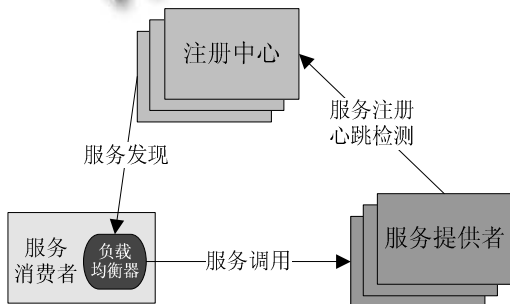 注册中心
服务注册
心跳检测
服务发现
服务
消费者
负载
均衡器
服务调用
服务提供者